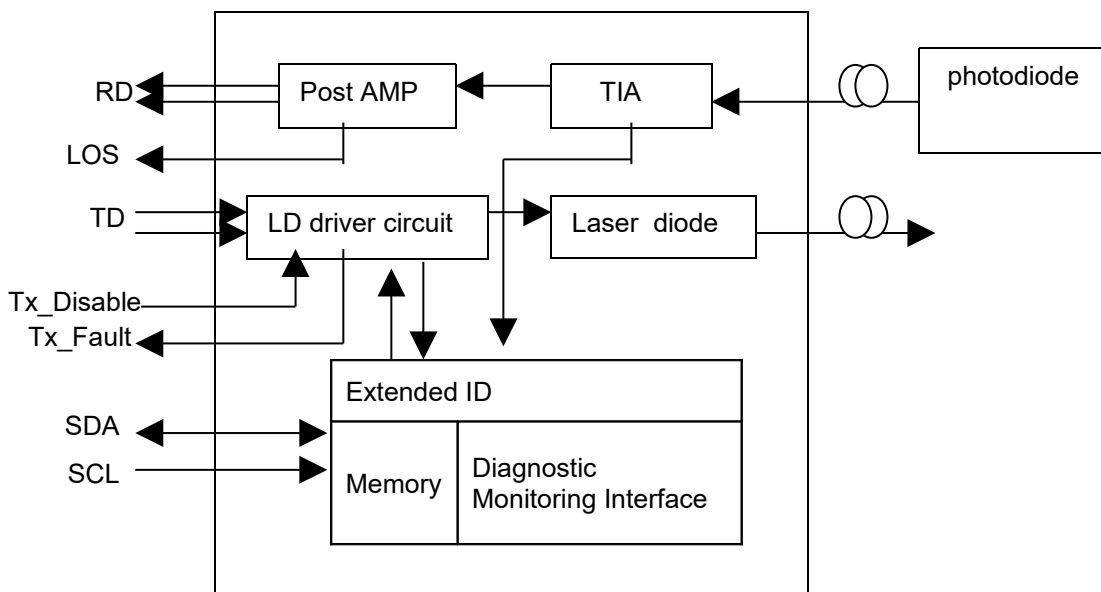 photodiode
RD
Post AMP
TIA
LOS
TD
LD driver circuit
Laser diode
Tx_Disable
Tx_Fault
Extended ID
SDA
SCL
Memory
Diagnostic
Monitoring Interface